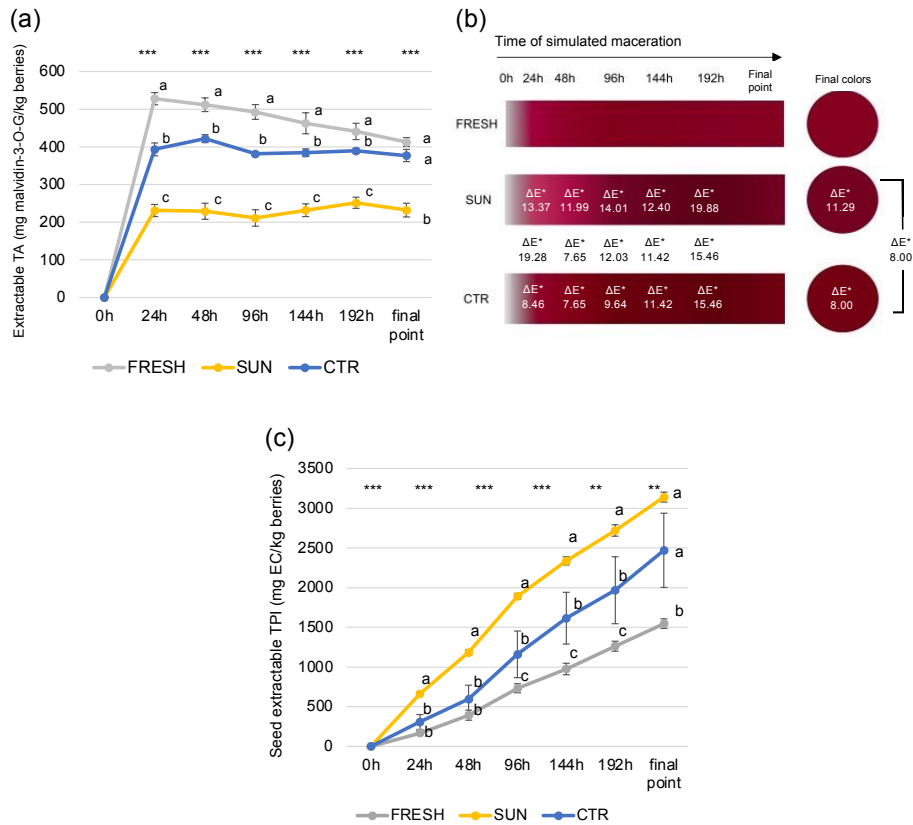 (a)
*** *** *** *** *** ***
Extractable TA (mg malvidin-3-O-G/kg berries)
600
500
400
300
200
100
0
a a a a a a
b b b b b a
c c c c c b
0h 24h 48h 96h 144h 192h final point
FRESH SUN CTR
(b)
Time of simulated maceration
0h 24h 48h 96h 144h 192h Final point
Final colors
FRESH
SUN
ΔE* ΔE* ΔE* ΔE* ΔE* ΔE*
13.37 11.99 14.01 12.40 19.88 11.29
ΔE* ΔE* ΔE* ΔE* ΔE* ΔE*
19.28 7.65 12.03 11.42 15.46 8.00
CTR
ΔE* ΔE* ΔE* ΔE* ΔE* ΔE*
8.46 7.65 9.64 11.42 15.46 8.00
(c)
*** *** *** *** ** **
Seed extractable TPI (mg EC/kg berries)
3500
3000
2500
2000
1500
1000
500
0
a a a a a a
b b b b b a
b b c c c b
0h 24h 48h 96h 144h 192h final point
FRESH SUN CTR